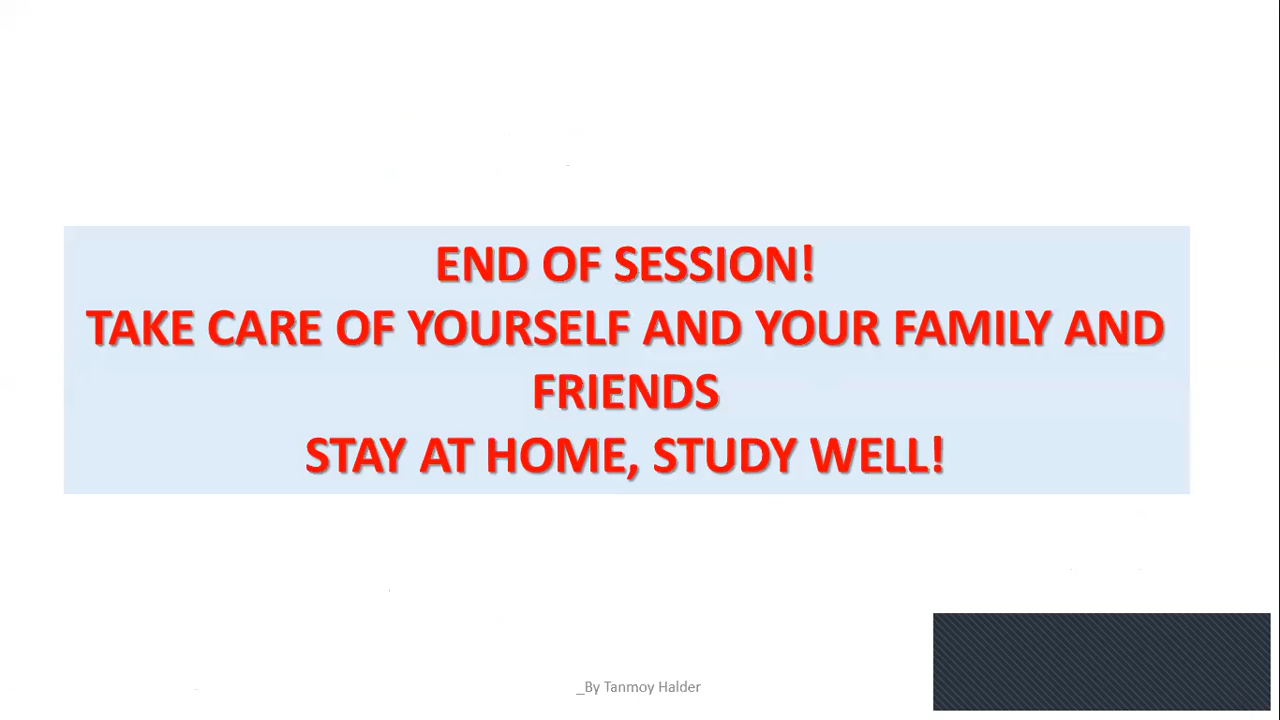 END OF SESSION!
TAKE CARE OF YOURSELF AND YOUR FAMILY AND
FRIENDS
STAY AT HOME, STUDY WELL!
_By Tanmoy Halder